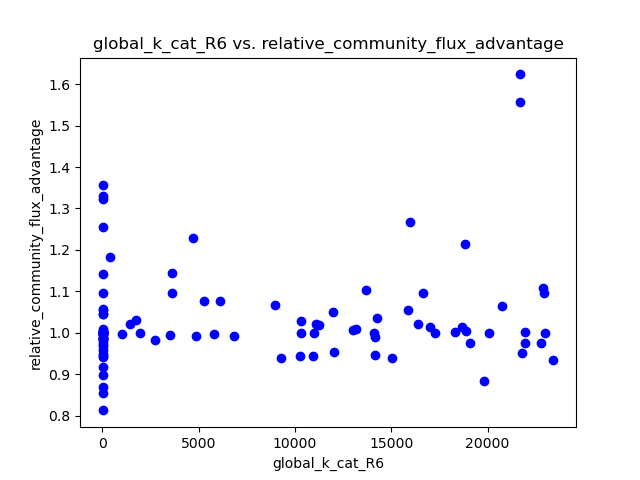 global_k_cat_R6 vs. relative_community_flux_advantage
1.6
1.5
1.4
1.3
1.2
1.1
1.0
0.9
0.8
relative_community_flux_advantage
0 5000 10000 15000 20000
global_k_cat_R6